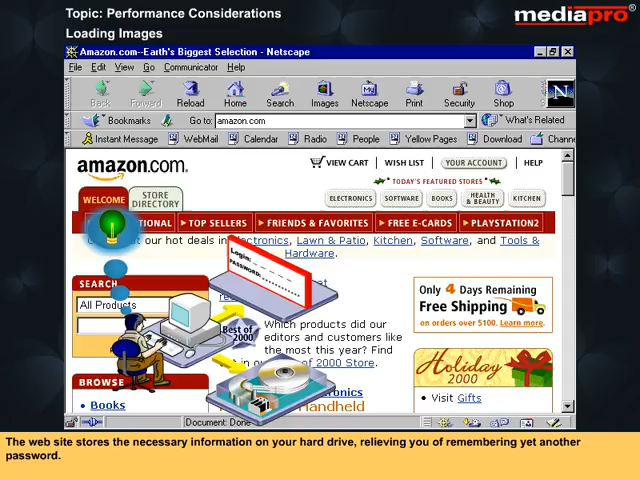 Topic: Performance Considerations
mediapro®
Loading Images
Amazon.com--Earth's Biggest Selection - Netscape
File Edit View Go Communicator Help
Back Forward Reload Home Search Images Netscape Print Security Shop
N
Bookmarks Go to: amazon.com What's Related
Instant Message WebMail Calendar Radio People Yellow Pages Download Channe
amazon.com.
VIEW CART WISH LIST YOUR ACCOUNT HELP
TODAY'S FEATURED STORES
WELCOME STORE DIRECTORY
ELECTRONICS SOFTWARE BOOKS HEALTH & BEAUTY KITCHEN
TIONAL TOP SELLERS FRIENDS & FAVORITES FREE E-CARDS PLAYSTATION2
our hot deals in Electronics, Lawn & Patio, Kitchen, Software, and Tools &
Hardware.
Login:
PASSWORD:
SEARCH
All Products
Only 4 Days Remaining
Free Shipping
on orders over $100. Learn more.
Best of 2000
Which products did our
editors and customers like
the most this year? Find
of 2000 Store.
Holiday
2000
BROWSE
Books
Visit Gifts
ctronics
Handheld
Document: Done
The web site stores the necessary information on your hard drive, relieving you of remembering yet another
password.